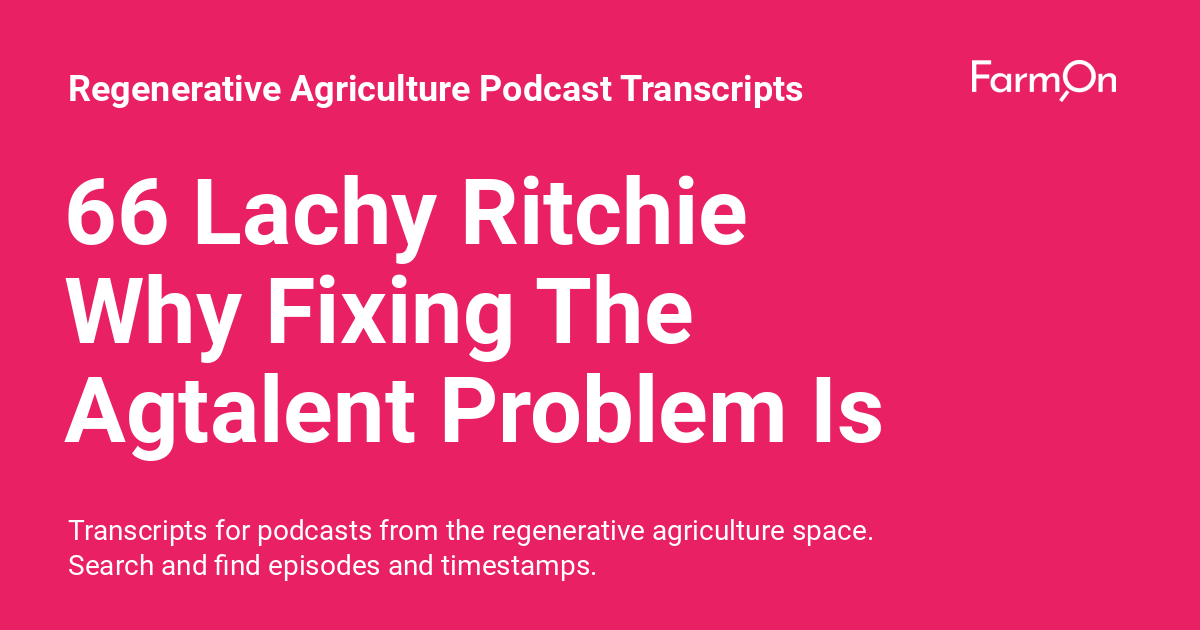 Regenerative Agriculture Podcast Transcripts
FarmOn
66 Lachy Ritchie
Why Fixing The
Agtalent Problem Is
Transcripts for podcasts from the regenerative agriculture space.
Search and find episodes and timestamps.